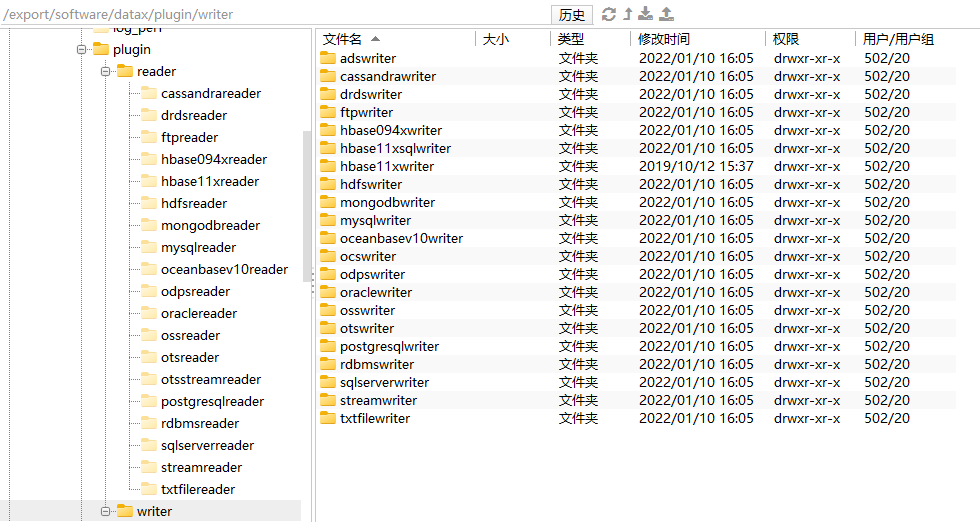 /export/software/datax/plugin/writer 历史
log_perf
plugin
reader
cassandrareader
drdsreader
ftpreader
hbase094xreader
hbase11xreader
hdfsreader
mongodbreader
mysqlreader
oceanbasev10reader
odpsreader
oraclereader
ossreader
otsreader
otsstreamreader
postgresqlreader
rdbmsreader
sqlserverreader
streamreader
txtfilereader
writer
文件名 大小 类型 修改时间 权限 用户/用户组
adswriter 文件夹 2022/01/10 16:05 drwxr-xr-x 502/20
cassandrawriter 文件夹 2022/01/10 16:05 drwxr-xr-x 502/20
drdswriter 文件夹 2022/01/10 16:05 drwxr-xr-x 502/20
ftpwriter 文件夹 2022/01/10 16:05 drwxr-xr-x 502/20
hbase094xwriter 文件夹 2022/01/10 16:05 drwxr-xr-x 502/20
hbase11xsqlwriter 文件夹 2022/01/10 16:05 drwxr-xr-x 502/20
hbase11xwriter 文件夹 2019/10/12 15:37 drwxr-xr-x 502/20
hdfswriter 文件夹 2022/01/10 16:05 drwxr-xr-x 502/20
mongodbwriter 文件夹 2022/01/10 16:05 drwxr-xr-x 502/20
mysqlwriter 文件夹 2022/01/10 16:05 drwxr-xr-x 502/20
oceanbasev10writer 文件夹 2022/01/10 16:05 drwxr-xr-x 502/20
ocswriter 文件夹 2022/01/10 16:05 drwxr-xr-x 502/20
odpswriter 文件夹 2022/01/10 16:05 drwxr-xr-x 502/20
oraclewriter 文件夹 2022/01/10 16:05 drwxr-xr-x 502/20
osswriter 文件夹 2022/01/10 16:05 drwxr-xr-x 502/20
otswriter 文件夹 2022/01/10 16:05 drwxr-xr-x 502/20
postgresqlwriter 文件夹 2022/01/10 16:05 drwxr-xr-x 502/20
rdbmswriter 文件夹 2022/01/10 16:05 drwxr-xr-x 502/20
sqlserverwriter 文件夹 2022/01/10 16:05 drwxr-xr-x 502/20
streamwriter 文件夹 2022/01/10 16:05 drwxr-xr-x 502/20
txtfilewriter 文件夹 2022/01/10 16:05 drwxr-xr-x 502/20